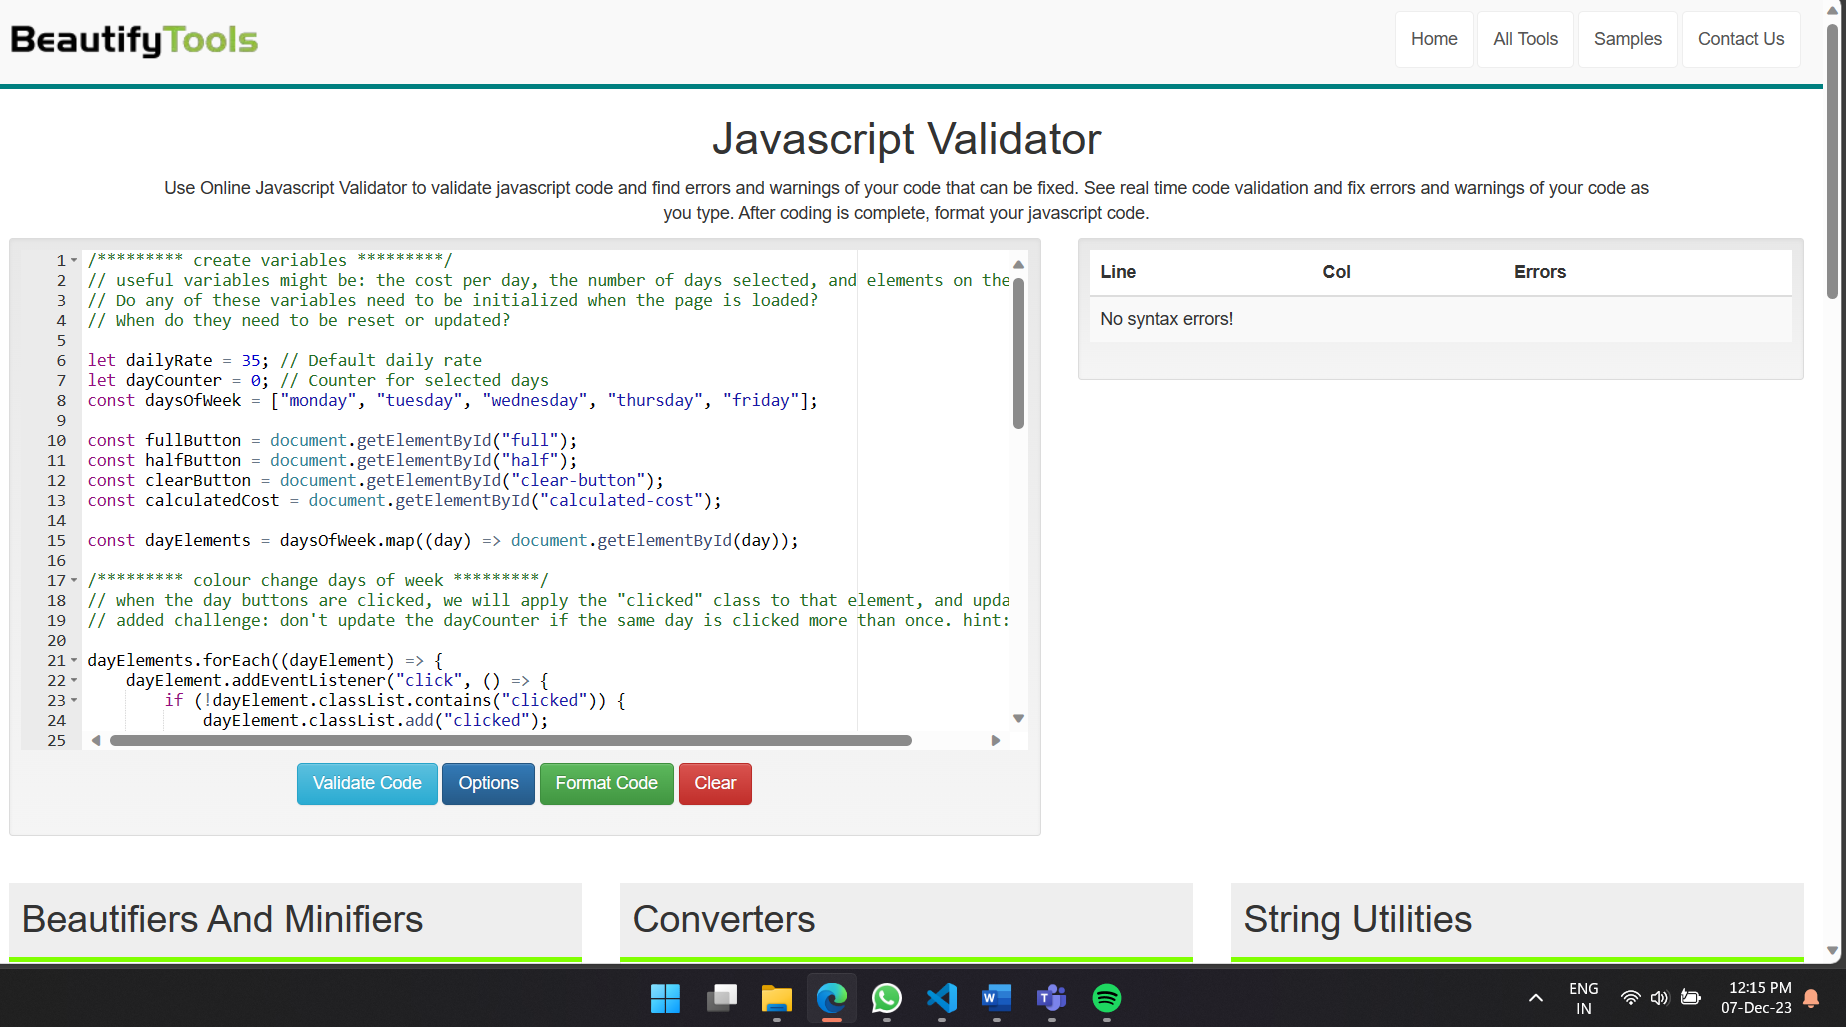 BeautifyTools
Home
All Tools
Samples
Contact Us
Javascript Validator
Use Online Javascript Validator to validate javascript code and find errors and warnings of your code that can be fixed. See real time code validation and fix errors and warnings of your code as
you type. After coding is complete, format your javascript code.
1 /********* create variables *********/
2 // useful variables might be: the cost per day, the number of days selected, and elements on the
3 // Do any of these variables need to be initialized when the page is loaded?
4 // When do they need to be reset or updated?
5
6 let dailyRate = 35; // Default daily rate
7 let dayCounter = 0; // Counter for selected days
8 const daysOfWeek = ["monday", "tuesday", "wednesday", "thursday", "friday"];
9
10 const fullButton = document.getElementById("full");
11 const halfButton = document.getElementById("half");
12 const clearButton = document.getElementById("clear-button");
13 const calculatedCost = document.getElementById("calculated-cost");
14
15 const dayElements = daysOfWeek.map((day) => document.getElementById(day));
16
17 /********* colour change days of week *********/
18 // when the day buttons are clicked, we will apply the "clicked" class to that element, and upda
19 // added challenge: don't update the dayCounter if the same day is clicked more than once. hint:
20
21 dayElements.forEach((dayElement) => {
22 dayElement.addEventListener("click", () => {
23 if (!dayElement.classList.contains("clicked")) {
24 dayElement.classList.add("clicked");
25
Validate Code
Options
Format Code
Clear
Line Col Errors
No syntax errors!
Beautifiers And Minifiers
Converters
String Utilities
ENG
IN
12:15 PM
07-Dec-23